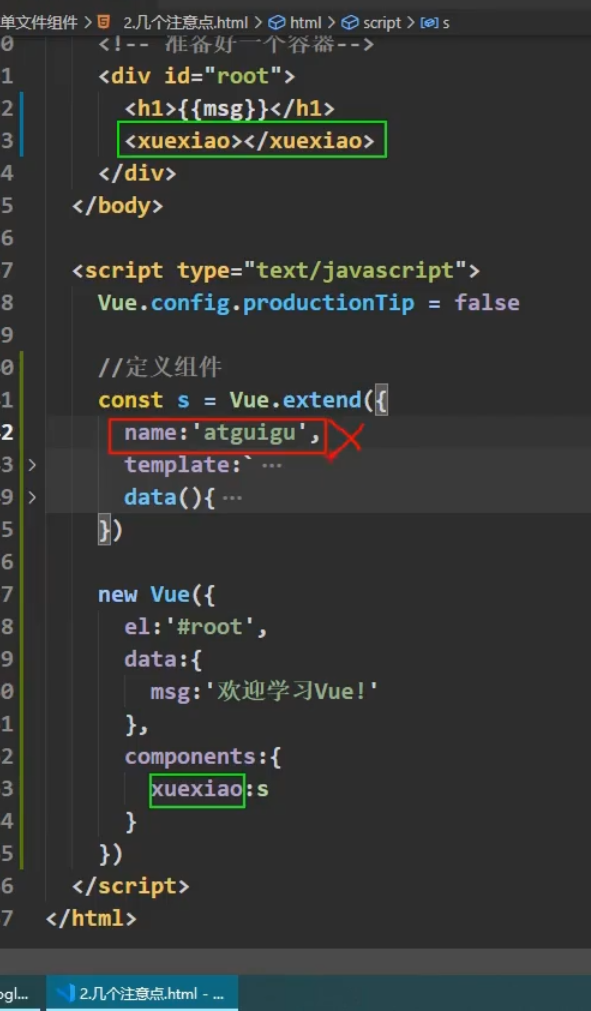 单文件组件 > 2.几个注意点.html > html > script > s
0 <!-- 准备好一个容器-->
1 <div id="root">
2 <h1>{{msg}}</h1>
3 <xuexiao></xuexiao>
4 </div>
5 </body>
6
7 <script type="text/javascript">
8 Vue.config.productionTip = false
9
0 //定义组件
1 const s = Vue.extend({
2 name:'atguigu',
3 > template:` ···
9 > data(){ ···
5 })
6
7 new Vue({
8 el:'#root',
9 data:{
0 msg:'欢迎学习Vue!'
1 },
2 components:{
3 xuexiao:s
4 }
5 })
6 </script>
7 </html>
ogl... 2.几个注意点.html - ...